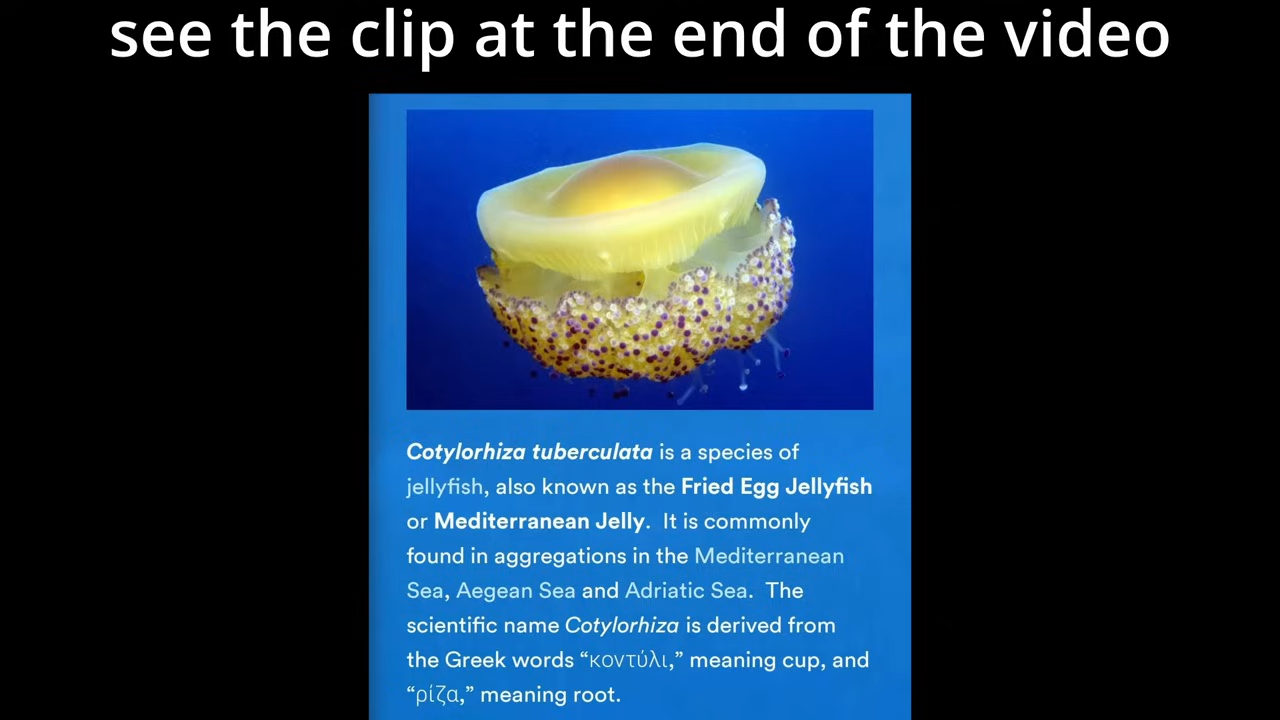 see the clip at the end of the video
Cotylorhiza tuberculata is a species of
jellyfish, also known as the Fried Egg Jellyfish
or Mediterranean Jelly.  It is commonly
found in aggregations in the Mediterranean
Sea, Aegean Sea and Adriatic Sea.  The
scientific name Cotylorhiza is derived from
the Greek words “κοντύλι,” meaning cup, and
“ρίζα,” meaning root.